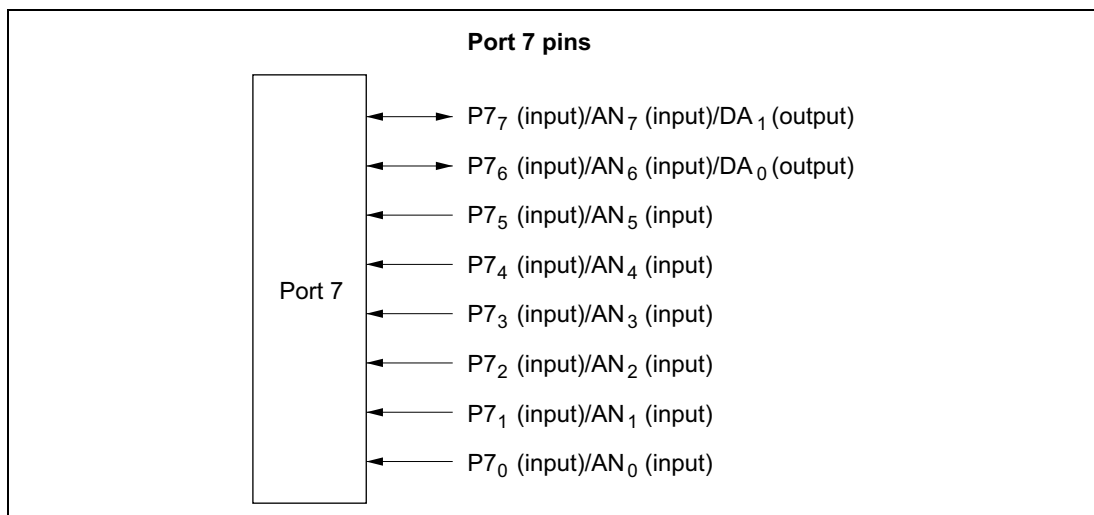 Port 7 pins
P7₇ (input)/AN₇ (input)/DA₁ (output)
P7₆ (input)/AN₆ (input)/DA₀ (output)
P7₅ (input)/AN₅ (input)
P7₄ (input)/AN₄ (input)
Port 7
P7₃ (input)/AN₃ (input)
P7₂ (input)/AN₂ (input)
P7₁ (input)/AN₁ (input)
P7₀ (input)/AN₀ (input)